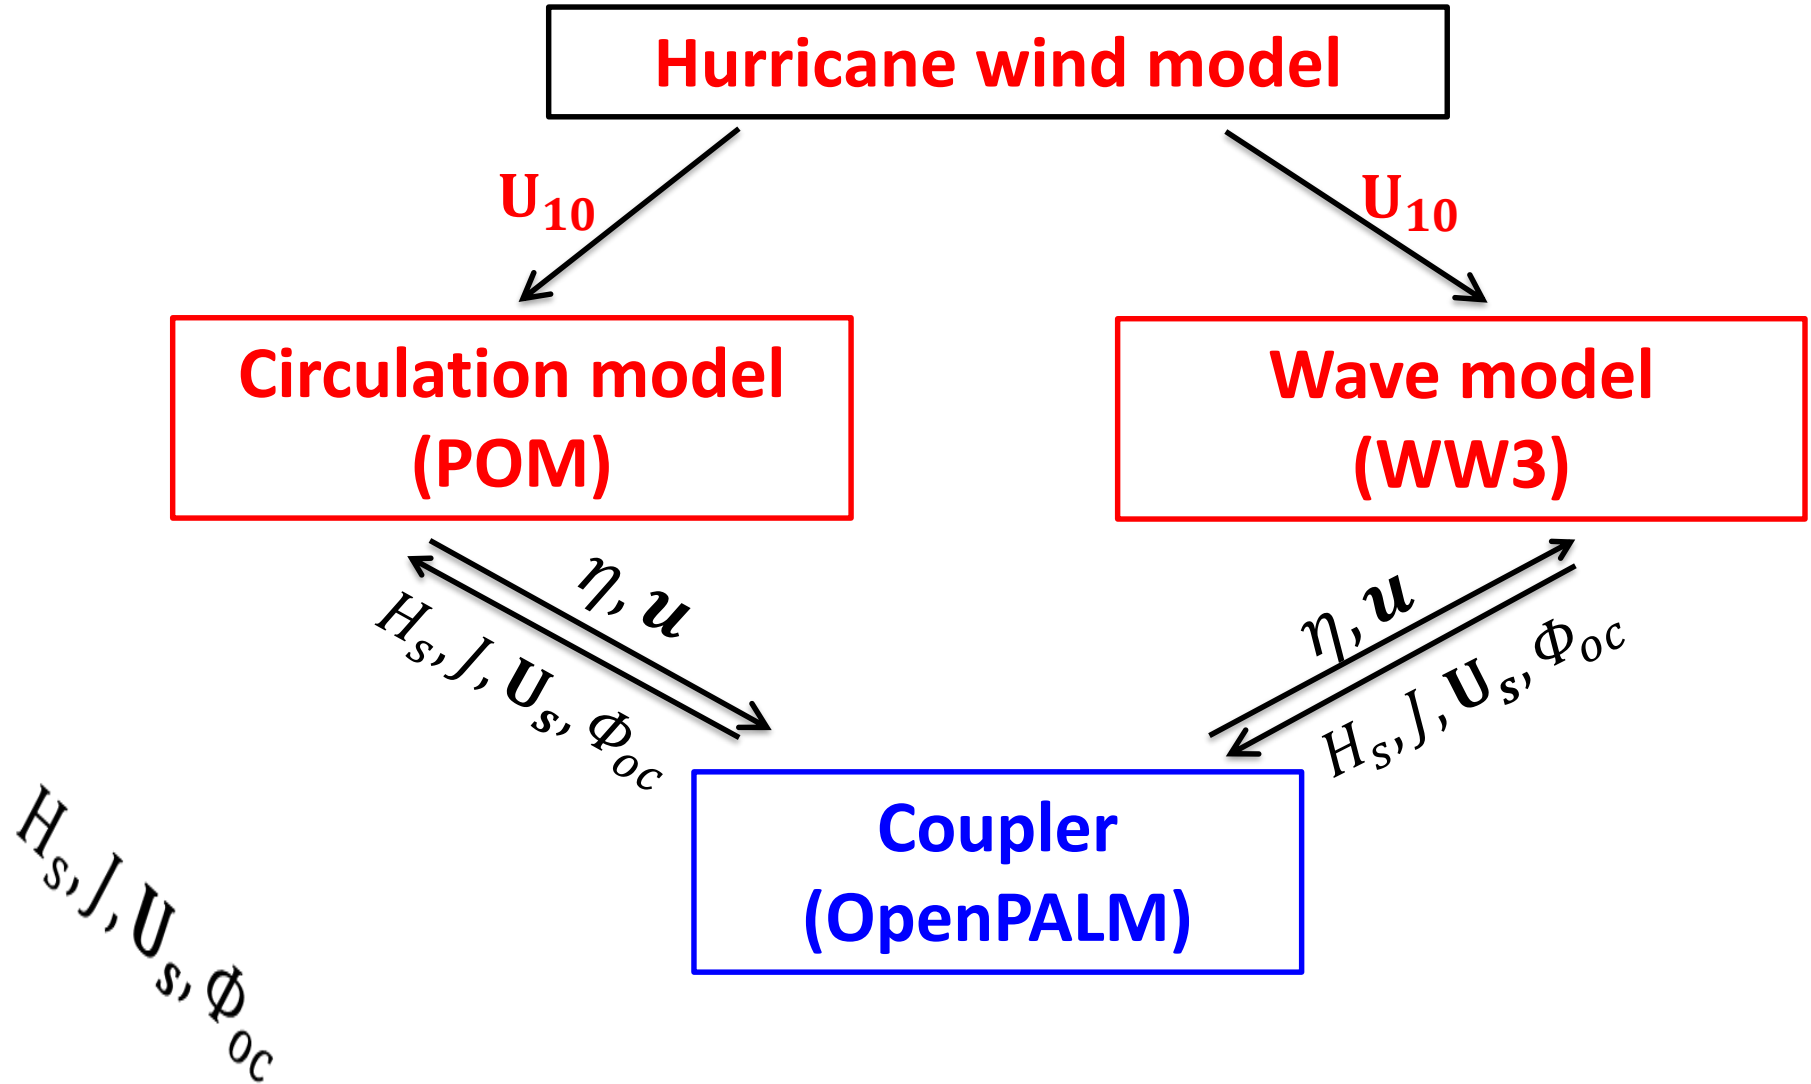 Hurricane wind model
U₁₀
U₁₀
Circulation model
(POM)
Wave model
(WW3)
η, u
Hₛ, J, Uₛ, Φₒc
η, u
Hₛ, J, Uₛ, Φₒc
Coupler
(OpenPALM)
Hₛ, J, Uₛ, Φₒc